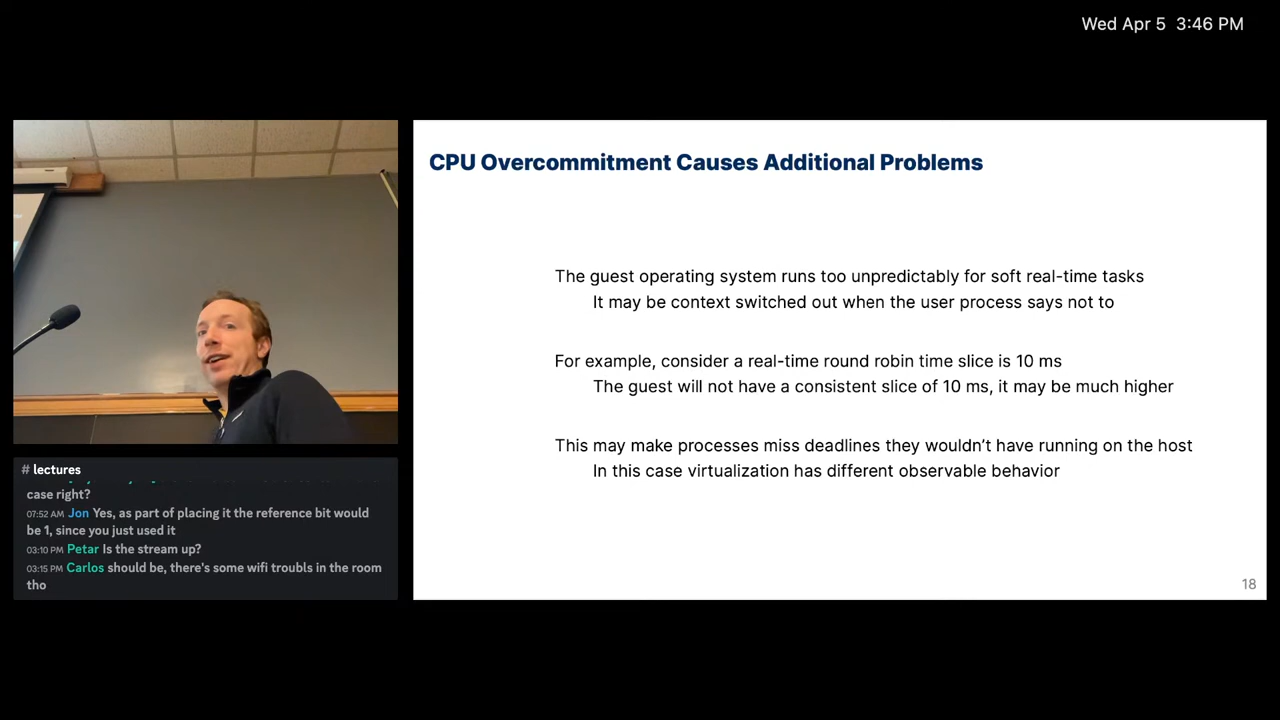 Wed Apr 5 3:46 PM
CPU Overcommitment Causes Additional Problems
The guest operating system runs too unpredictably for soft real-time tasks
It may be context switched out when the user process says not to
For example, consider a real-time round robin time slice is 10 ms
The guest will not have a consistent slice of 10 ms, it may be much higher
This may make processes miss deadlines they wouldn’t have running on the host
In this case virtualization has different observable behavior
18
# lectures
case right?
07:52 AM Jon Yes, as part of placing it the reference bit would
be 1, since you just used it
03:10 PM Petar Is the stream up?
03:15 PM Carlos should be, there's some wifi troubls in the room
tho